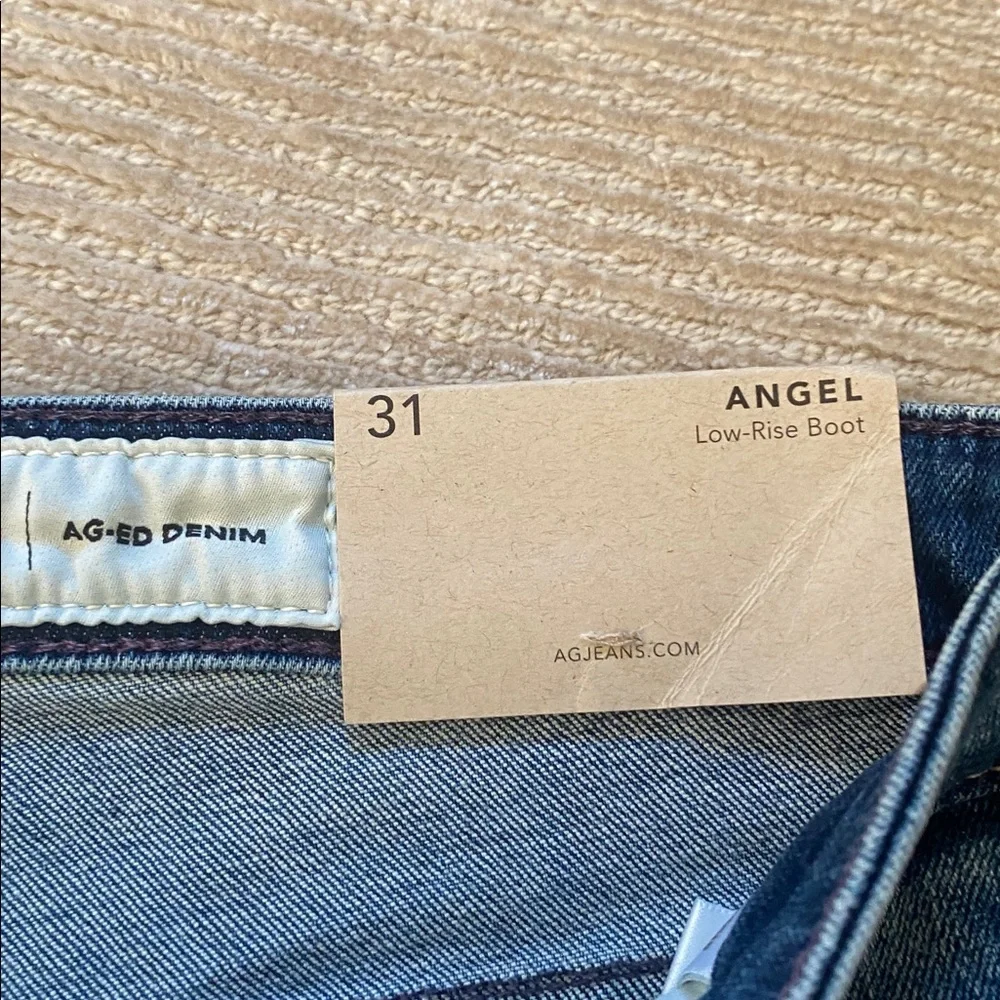 31
ANGEL
Low-Rise Boot
AG-ED DENIM
AGJEANS.COM